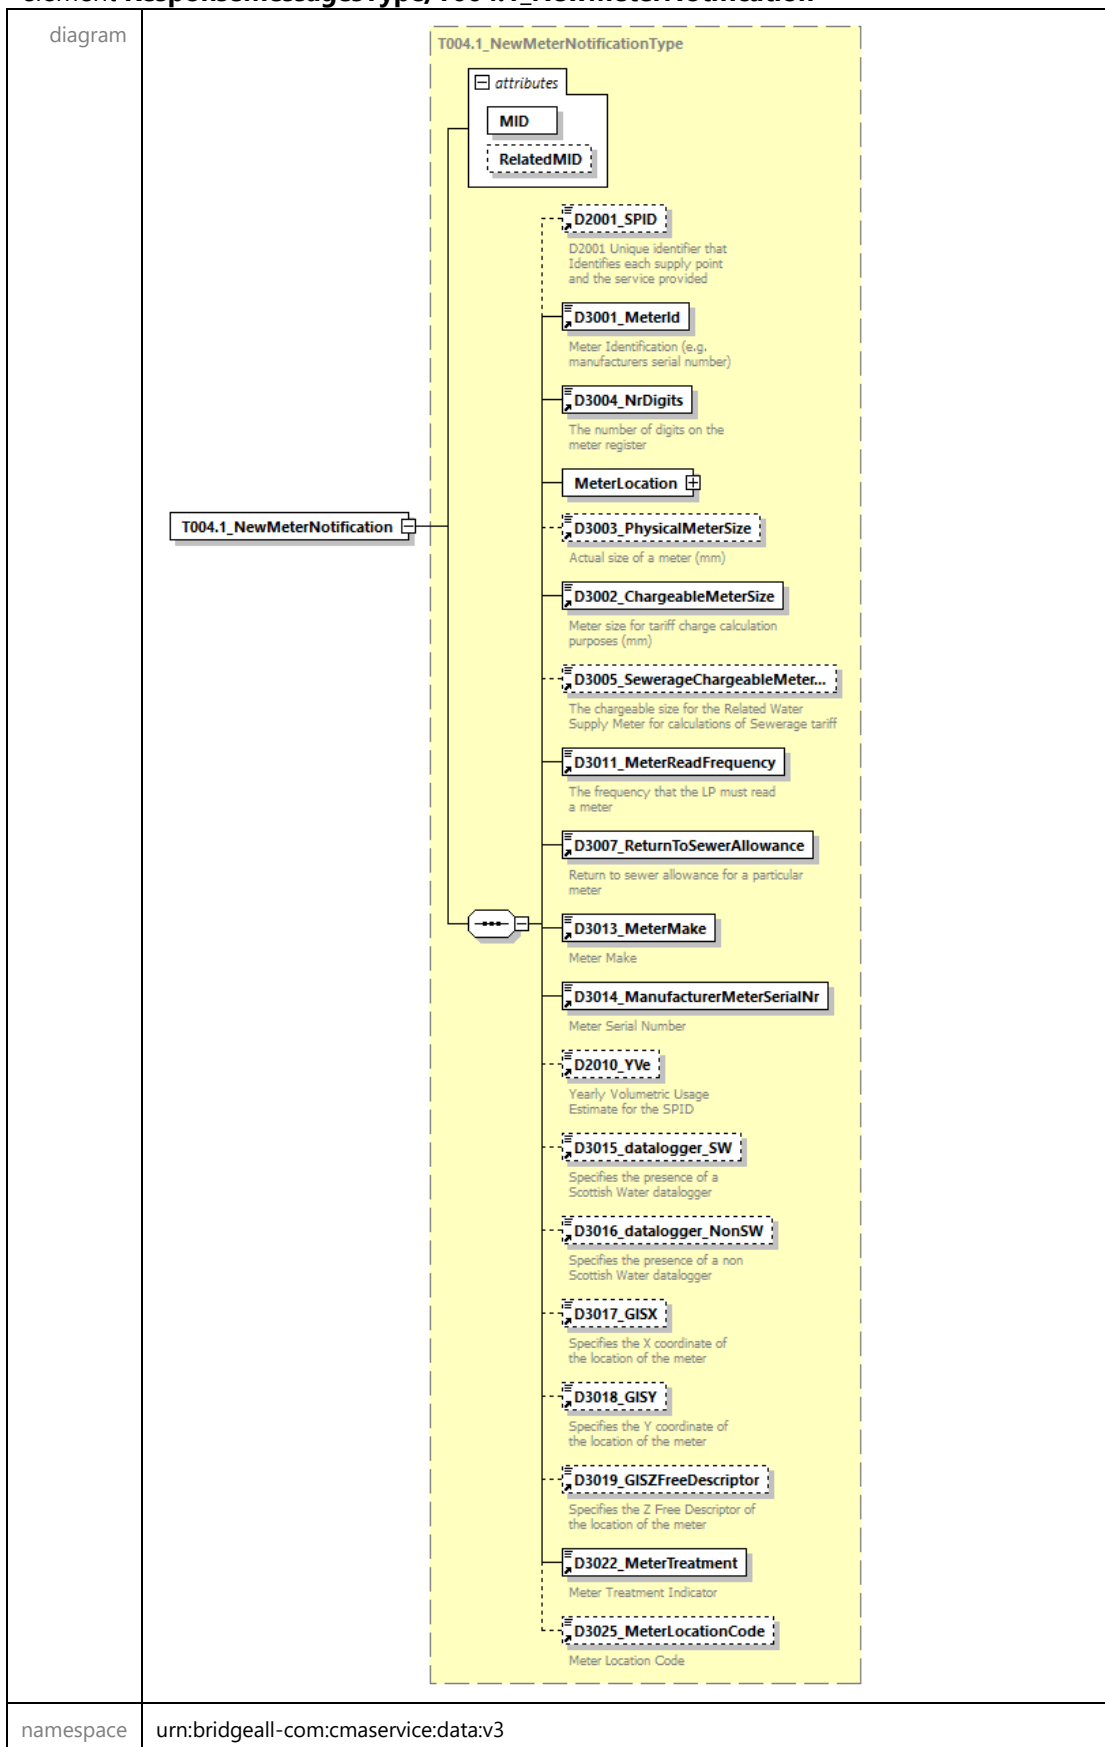 element ResponseMessagesType/T004.1_NewMeterNotification
diagram
T004.1_NewMeterNotificationType
attributes
MID
RelatedMID
D2001_SPID
D2001 Unique identifier that
Identifies each supply point
and the service provided
D3001_MeterId
Meter Identification (e.g.
manufacturers serial number)
D3004_NrDigits
The number of digits on the
meter register
MeterLocation
T004.1_NewMeterNotification
D3003_PhysicalMeterSize
Actual size of a meter (mm)
D3002_ChargeableMeterSize
Meter size for tariff charge calculation
purposes (mm)
D3005_SewerageChargeableMeter...
The chargeable size for the Related Water
Supply Meter for calculations of Sewerage tariff
D3011_MeterReadFrequency
The frequency that the LP must read
a meter
D3007_ReturnToSewerAllowance
Return to sewer allowance for a particular
meter
D3013_MeterMake
Meter Make
D3014_ManufacturerMeterSerialNr
Meter Serial Number
D2010_YVe
Yearly Volumetric Usage
Estimate for the SPID
D3015_datalogger_SW
Specifies the presence of a
Scottish Water datalogger
D3016_datalogger_NonSW
Specifies the presence of a non
Scottish Water datalogger
D3017_GISX
Specifies the X coordinate of
the location of the meter
D3018_GISY
Specifies the Y coordinate of
the location of the meter
D3019_GISZFreeDescriptor
Specifies the Z Free Descriptor of
the location of the meter
D3022_MeterTreatment
Meter Treatment Indicator
D3025_MeterLocationCode
Meter Location Code
namespace
urn:bridgeall-com:cmaservice:data:v3